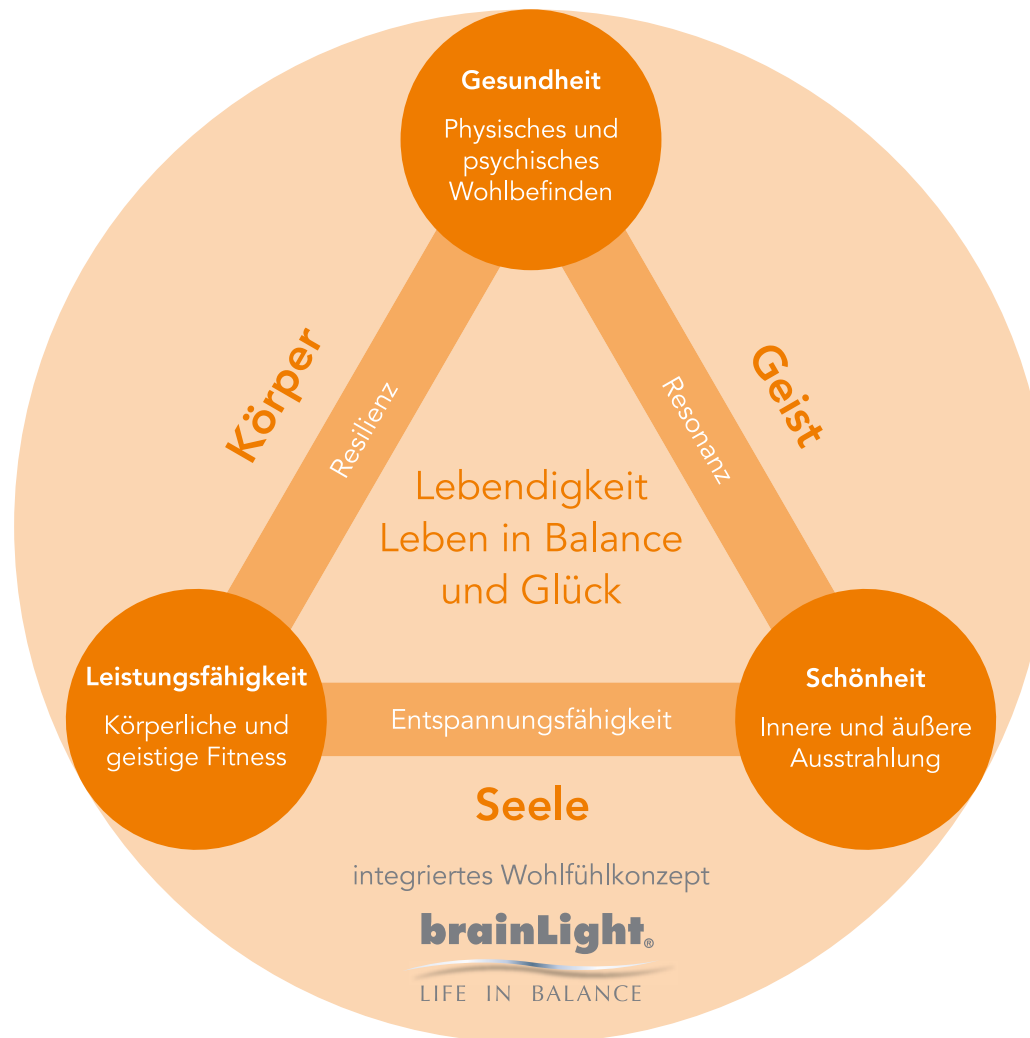 Gesundheit
Physisches und
psychisches
Wohlbefinden
Körper
Resilienz
Resonanz
Geist
Lebendigkeit
Leben in Balance
und Glück
Leistungsfähigkeit
Körperliche und
geistige Fitness
Entspannungsfähigkeit
Schönheit
Innere und äußere
Ausstrahlung
Seele
integriertes Wohlfühlkonzept
brainLight®
LIFE IN BALANCE